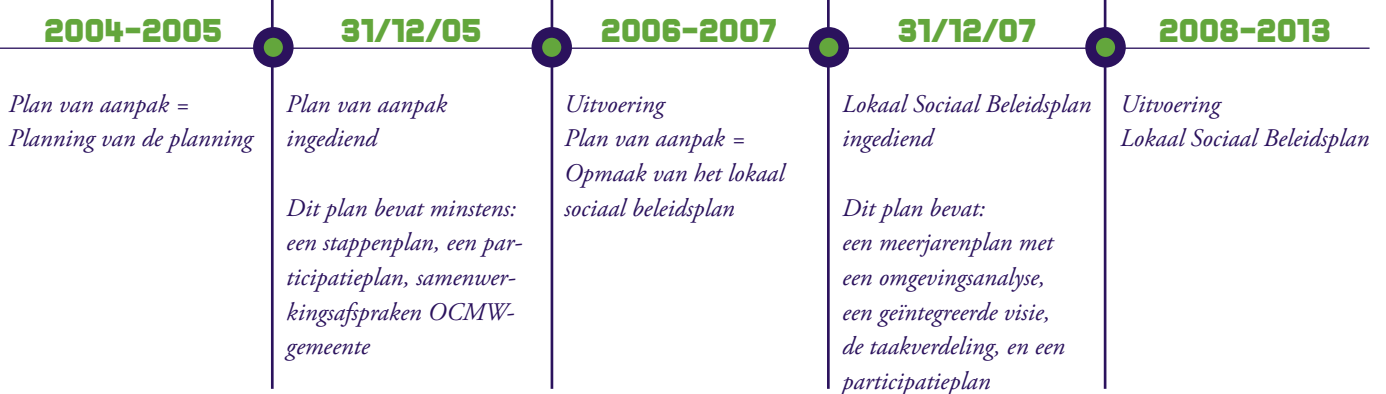 2004-2005
Plan van aanpak =
Planning van de planning
31/12/05
Plan van aanpak
ingediend
Dit plan bevat minstens:
een stappenplan, een par-
ticipatieplan, samenwer-
kingsafspraken OCMW-
gemeente
2006-2007
Uitvoering
Plan van aanpak =
Opmaak van het lokaal
sociaal beleidsplan
31/12/07
Lokaal Sociaal Beleidsplan
ingediend
Dit plan bevat:
een meerjarenplan met
een omgevingsanalyse,
een geïntegreerde visie,
de taakverdeling, en een
participatieplan
2008-2013
Uitvoering
Lokaal Sociaal Beleidsplan